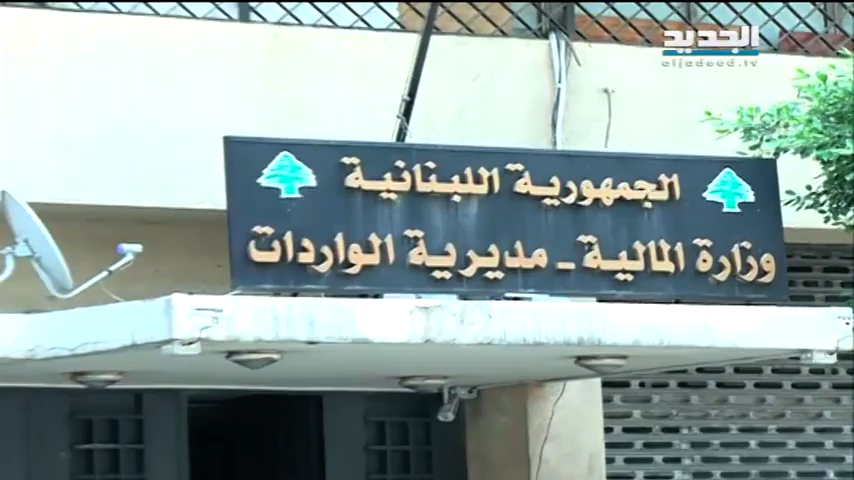 الجديد
aljadeed.tv
الجمهورية اللبنانية
وزارة المالية - مديرية الواردات